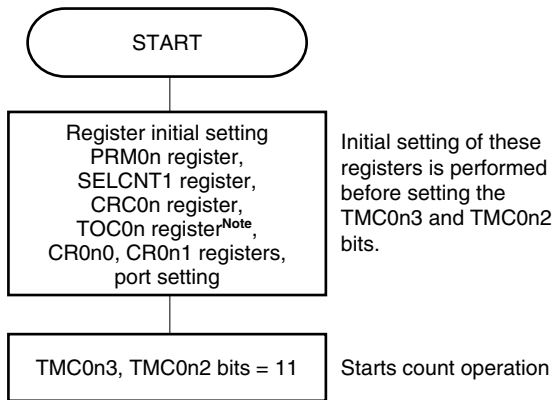 START
Register initial setting
PRM0n register,
SELCNT1 register,
CRC0n register,
TOC0n registerNote,
CR0n0, CR0n1 registers,
port setting
Initial setting of these
registers is performed
before setting the
TMC0n3 and TMC0n2
bits.
TMC0n3, TMC0n2 bits = 11
Starts count operation